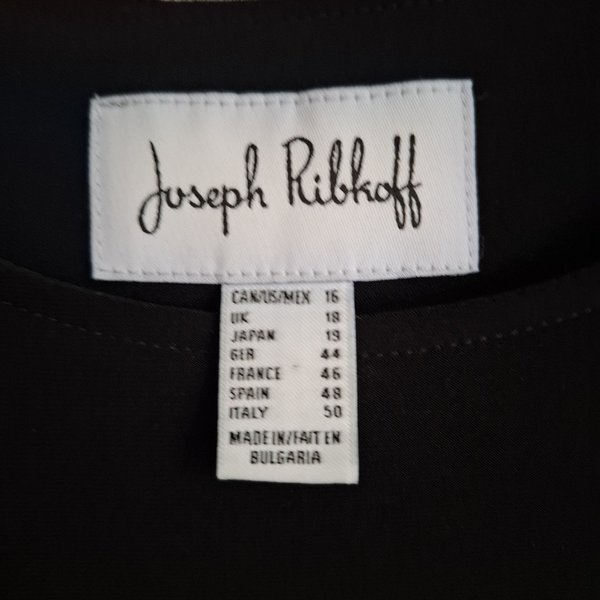 Joseph Ribkoff
CAN/US/MEX 16
UK 18
JAPAN 19
GER 44
FRANCE 46
SPAIN 48
ITALY 50
MADE IN/FAIT EN
BULGARIA